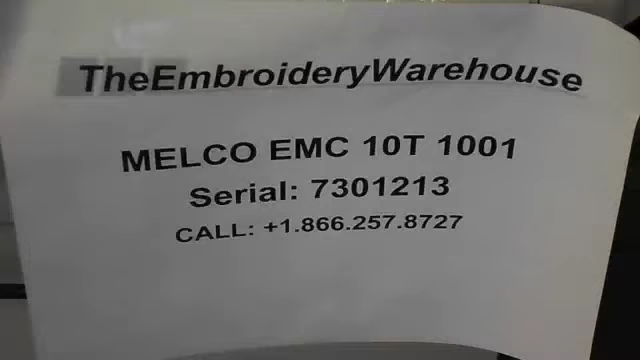 TheEmbroideryWarehouse
MELCO EMC 10T 1001
Serial: 7301213
CALL: +1.866.257.8727